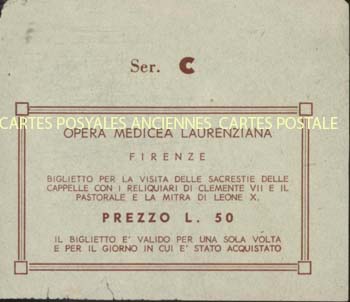 Ser. C
CARTES POSYALES ANCIENNES CARTES POSTALE
OPERA MEDICEA LAURENZIANA
FIRENZE
BIGLIETTO PER LA VISITA DELLE SACRESTIE DELLE
CAPPELLE CON I RELIQUIARI DI CLEMENTE VII E IL
PASTORALE E LA MITRA DI LEONE X.
PREZZO L. 50
IL BIGLIETTO E' VALIDO PER UNA SOLA VOLTA
E PER IL GIORNO IN CUI E' STATO ACQUISTATO